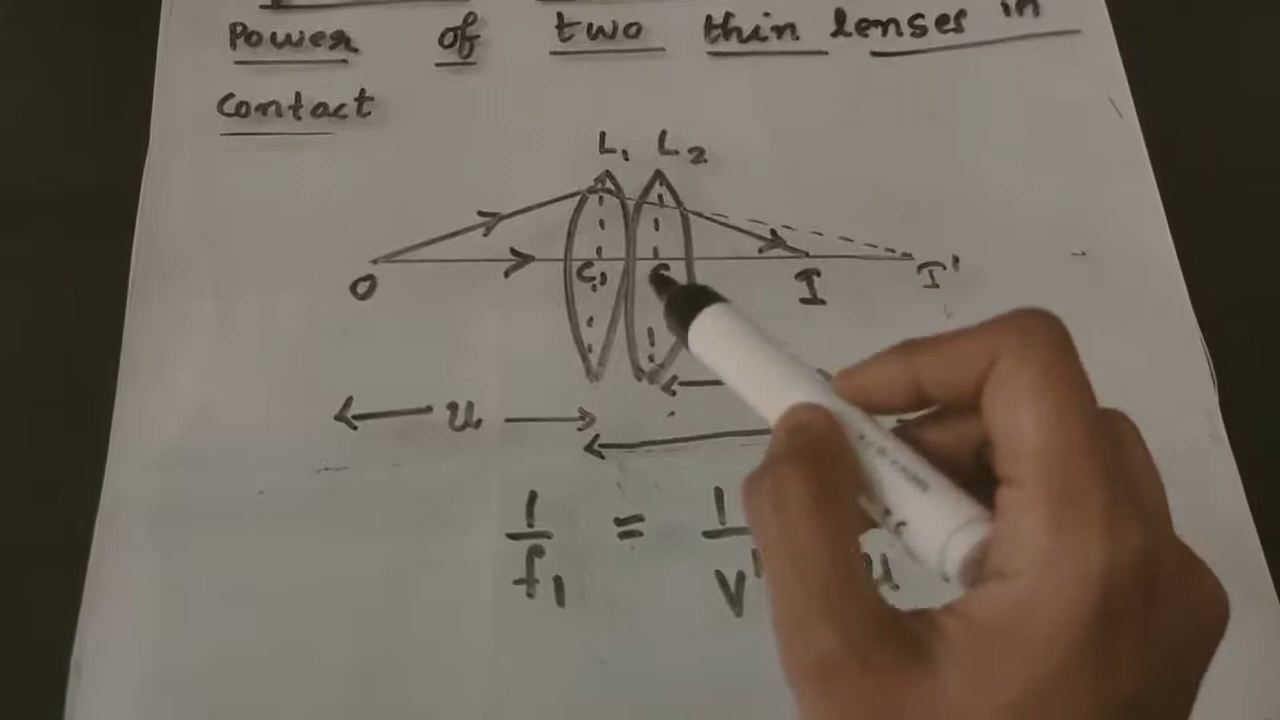 Power of two thin lenses in
contact
L₁ L₂
O C₁ C I I'
u
1/f₁ = 1/v' u